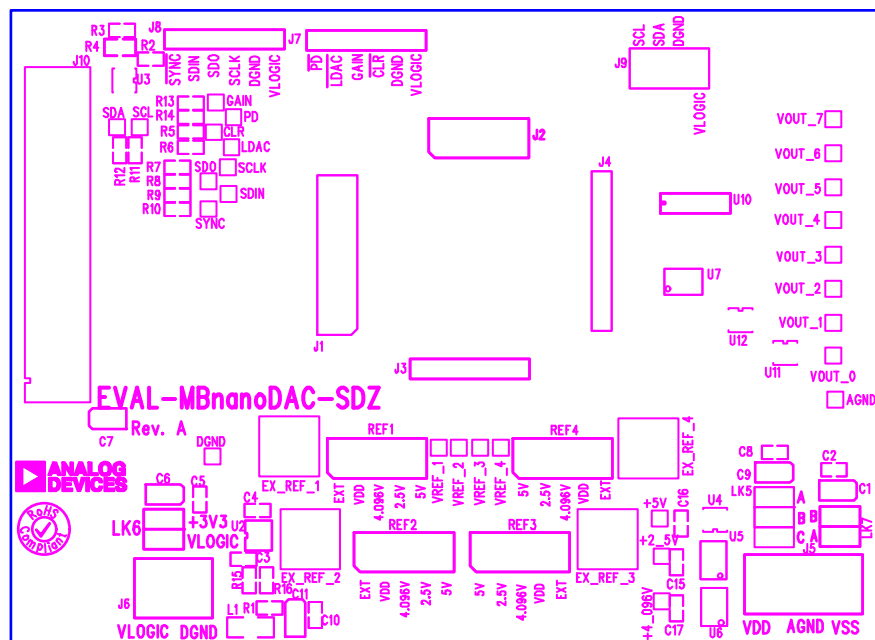 R3
R4
R2
J8
J7
J10
U3
SYNC
SDIN
SDO
SCLK
DGND
VLOGIC
PD
LDAC
GAIN
CLR
DGND
VLOGIC
SCL
SDA
DGND
J9
VLOGIC
R13
GAIN
R14
PD
R5
CLR
R6
LDAC
SDA
SCL
R12
R11
R7
SDO
SCLK
R8
R9
SDIN
R10
SYNC
J2
J4
J1
J3
U10
U7
U12
U11
VOUT_7
VOUT_6
VOUT_5
VOUT_4
VOUT_3
VOUT_2
VOUT_1
VOUT_0
AGND
EVAL-MBnanoDAC-SDZ
Rev. A
C7
DGND
ANALOG
DEVICES
RoHS
Compliant
EX_REF_1
REF1
EXT
VDD
4.096V
2.5V
5V
VREF_1
VREF_2
VREF_3
VREF_4
REF4
5V
2.5V
4.096V
VDD
EXT
EX_REF_4
C6
C5
C4
LK6
+3V3
VLOGIC
U2
C3
R15
R16
J6
VLOGIC DGND
L1
R1
C11
C10
EX_REF_2
REF2
EXT
VDD
4.096V
2.5V
5V
REF3
5V
2.5V
4.096V
VDD
EXT
EX_REF_3
+5V
C16
U4
+2_5V
C15
U5
+4_096V
C17
U6
C8
C9
C2
C1
LK5
A
B
C
B
A
LK7
J5
VDD AGND VSS